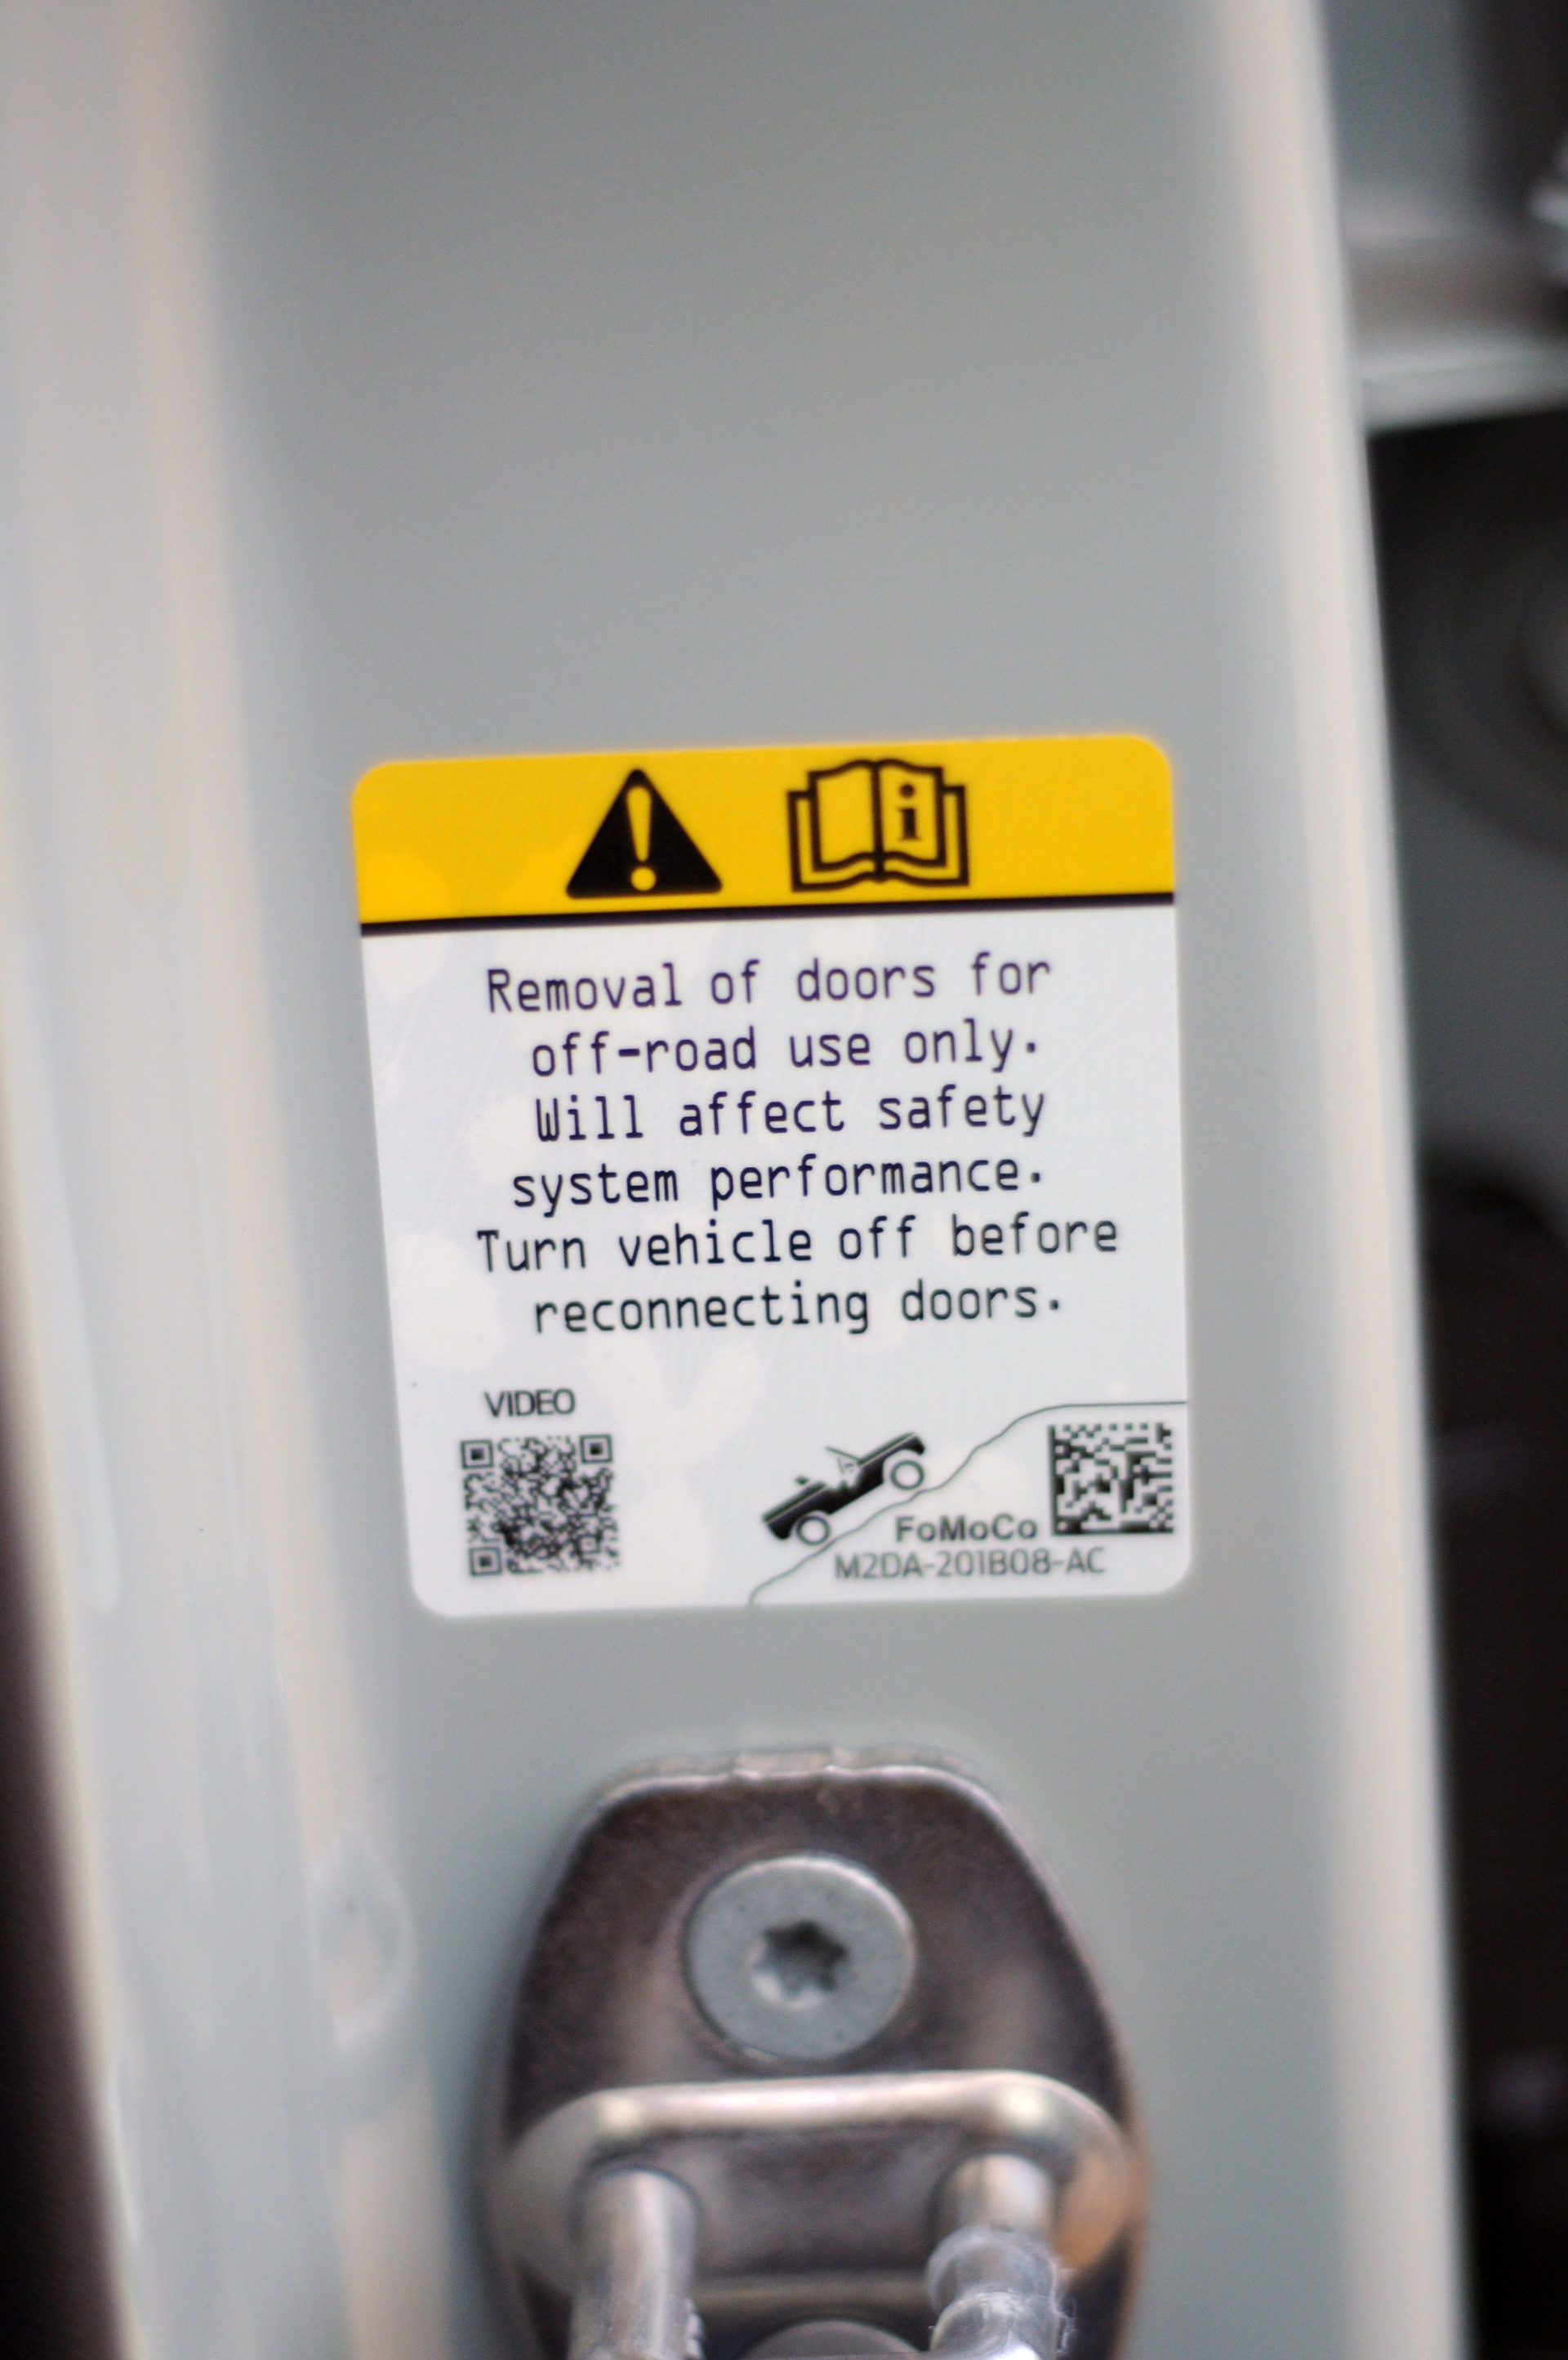 Removal of doors for
off-road use only.
Will affect safety
system performance.
Turn vehicle off before
reconnecting doors.
VIDEO
FoMoCo
M2DA-201B08-AC